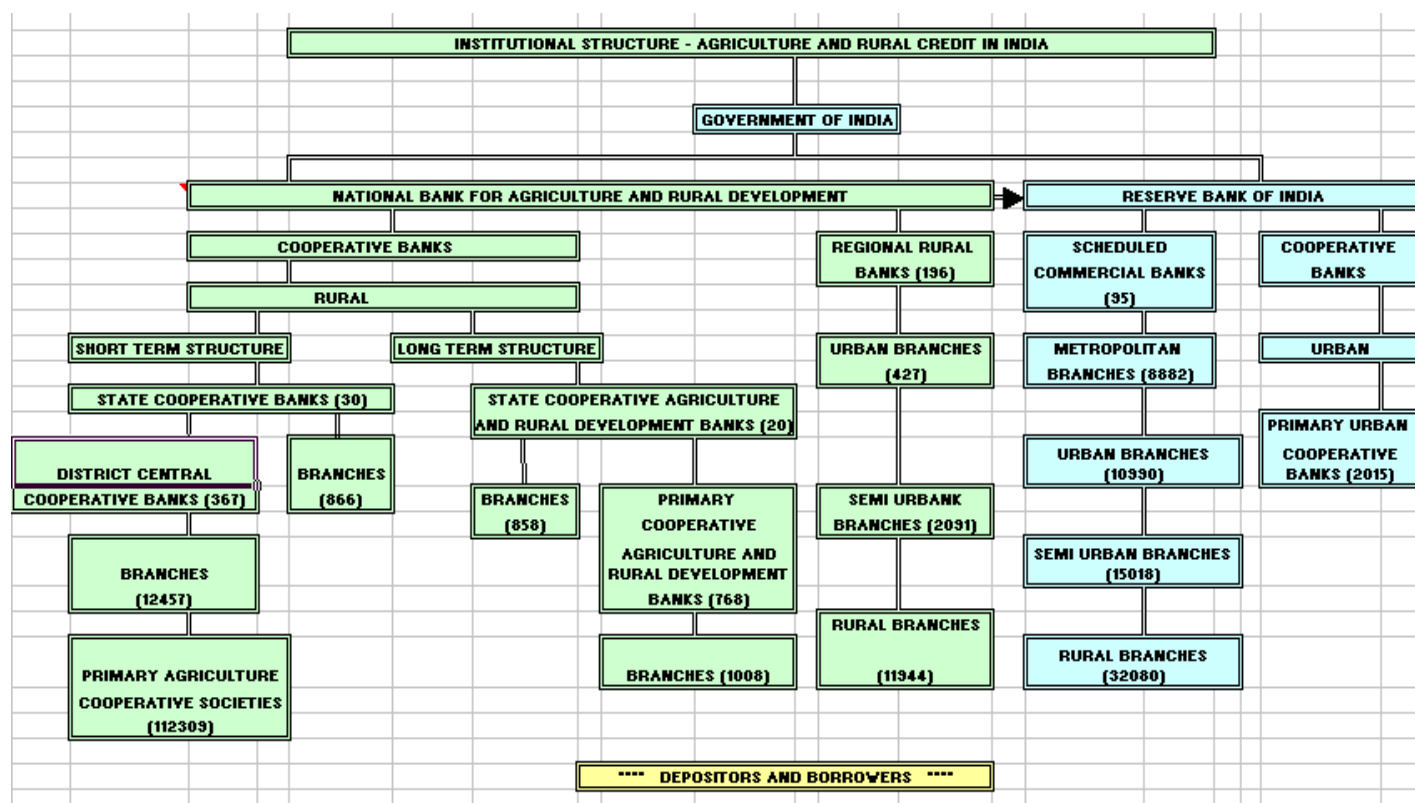 INSTITUTIONAL STRUCTURE - AGRICULTURE AND RURAL CREDIT IN INDIA
GOVERNMENT OF INDIA
NATIONAL BANK FOR AGRICULTURE AND RURAL DEVELOPMENT
RESERVE BANK OF INDIA
COOPERATIVE BANKS
REGIONAL RURAL
BANKS (196)
SCHEDULED
COMMERCIAL BANKS
(95)
COOPERATIVE
BANKS
RURAL
SHORT TERM STRUCTURE
LONG TERM STRUCTURE
URBAN BRANCHES
(427)
METROPOLITAN
BRANCHES (8882)
URBAN
STATE COOPERATIVE BANKS (30)
STATE COOPERATIVE AGRICULTURE
AND RURAL DEVELOPMENT BANKS (20)
PRIMARY URBAN
COOPERATIVE
BANKS (2015)
DISTRICT CENTRAL
COOPERATIVE BANKS (367)
BRANCHES
(866)
URBAN BRANCHES
(10990)
BRANCHES
(858)
PRIMARY
COOPERATIVE
AGRICULTURE AND
RURAL DEVELOPMENT
BANKS (768)
SEMI URBANK
BRANCHES (2091)
BRANCHES
(12457)
SEMI URBAN BRANCHES
(15018)
PRIMARY AGRICULTURE
COOPERATIVE SOCIETIES
(112309)
BRANCHES (1008)
RURAL BRANCHES
(11944)
RURAL BRANCHES
(32080)
**** DEPOSITORS AND BORROWERS ****